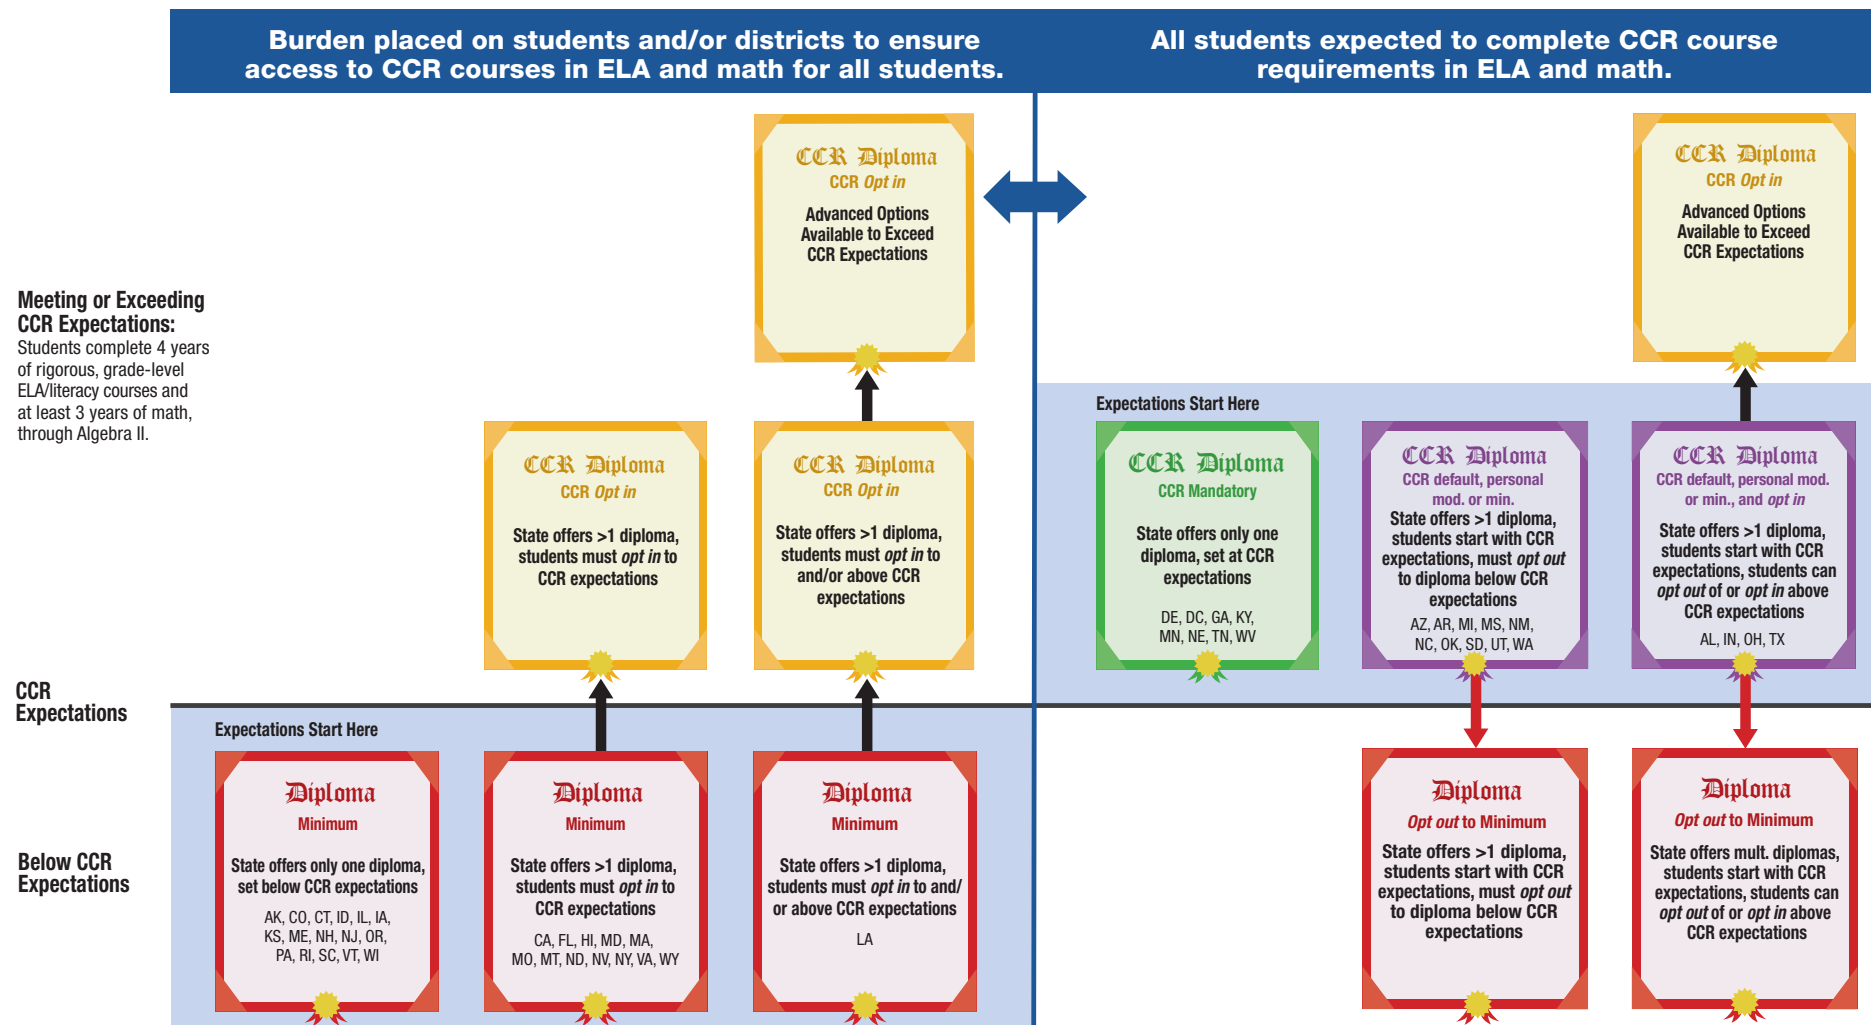 Burden placed on students and/or districts to ensure
access to CCR courses in ELA and math for all students.
All students expected to complete CCR course
requirements in ELA and math.
CCR Diploma
CCR Opt in
Advanced Options
Available to Exceed
CCR Expectations
CCR Diploma
CCR Opt in
Advanced Options
Available to Exceed
CCR Expectations
Meeting or Exceeding
CCR Expectations:
Students complete 4 years
of rigorous, grade-level
ELA/literacy courses and
at least 3 years of math,
through Algebra II.
CCR Diploma
CCR Opt in
State offers >1 diploma,
students must opt in to
CCR expectations
CCR Diploma
CCR Opt in
State offers >1 diploma,
students must opt in to
and/or above CCR
expectations
Expectations Start Here
CCR Diploma
CCR Mandatory
State offers only one
diploma, set at CCR
expectations
DE, DC, GA, KY,
MN, NE, TN, WV
CCR Diploma
CCR default, personal
mod. or min.
State offers >1 diploma,
students start with CCR
expectations, must opt out
to diploma below CCR
expectations
AZ, AR, MI, MS, NM,
NC, OK, SD, UT, WA
CCR Diploma
CCR default, personal mod.
or min., and opt in
State offers >1 diploma,
students start with CCR
expectations, students can
opt out of or opt in above
CCR expectations
AL, IN, OH, TX
CCR
Expectations
Expectations Start Here
Below CCR
Expectations
Diploma
Minimum
State offers only one diploma,
set below CCR expectations
AK, CO, CT, ID, IL, IA,
KS, ME, NH, NJ, OR,
PA, RI, SC, VT, WI
Diploma
Minimum
State offers >1 diploma,
students must opt in to
CCR expectations
CA, FL, HI, MD, MA,
MO, MT, ND, NV, NY, VA, WY
Diploma
Minimum
State offers >1 diploma,
students must opt in to and/
or above CCR expectations
LA
Diploma
Opt out to Minimum
State offers >1 diploma,
students start with CCR
expectations, must opt out
to diploma below CCR
expectations
Diploma
Opt out to Minimum
State offers mult. diplomas,
students start with CCR
expectations, students can
opt out of or opt in above
CCR expectations